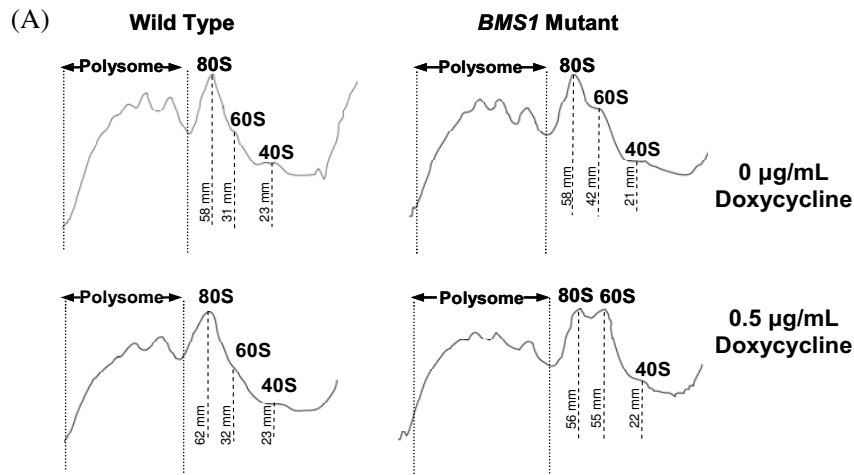 (A)
Wild Type
BMS1 Mutant
Polysome
80S
60S
40S
58 mm
31 mm
23 mm
Polysome
80S
60S
40S
58 mm
42 mm
21 mm
0 µg/mL
Doxycycline
Polysome
80S
60S
40S
62 mm
32 mm
23 mm
Polysome
80S
60S
40S
56 mm
55 mm
22 mm
0.5 µg/mL
Doxycycline